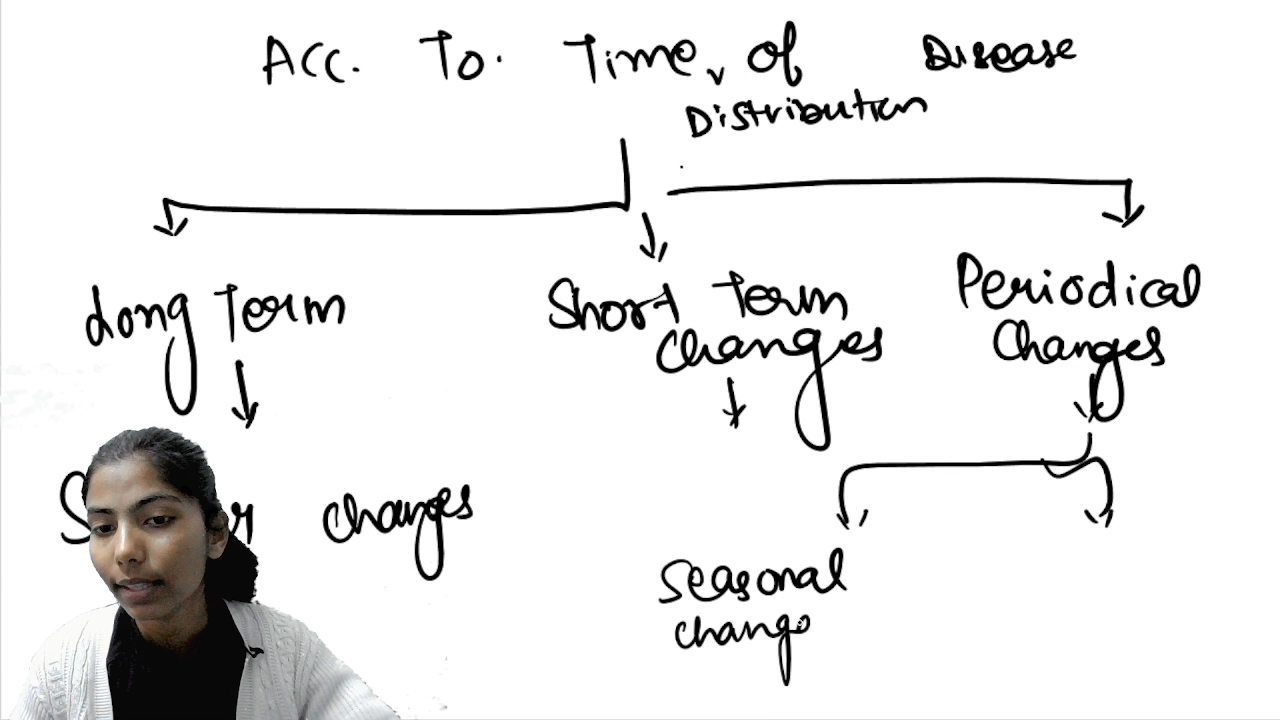 Acc. To. Time, of Disease
Distribution
Long Term
Short Term
Changes
Periodical
Changes
changes
Seasonal
change